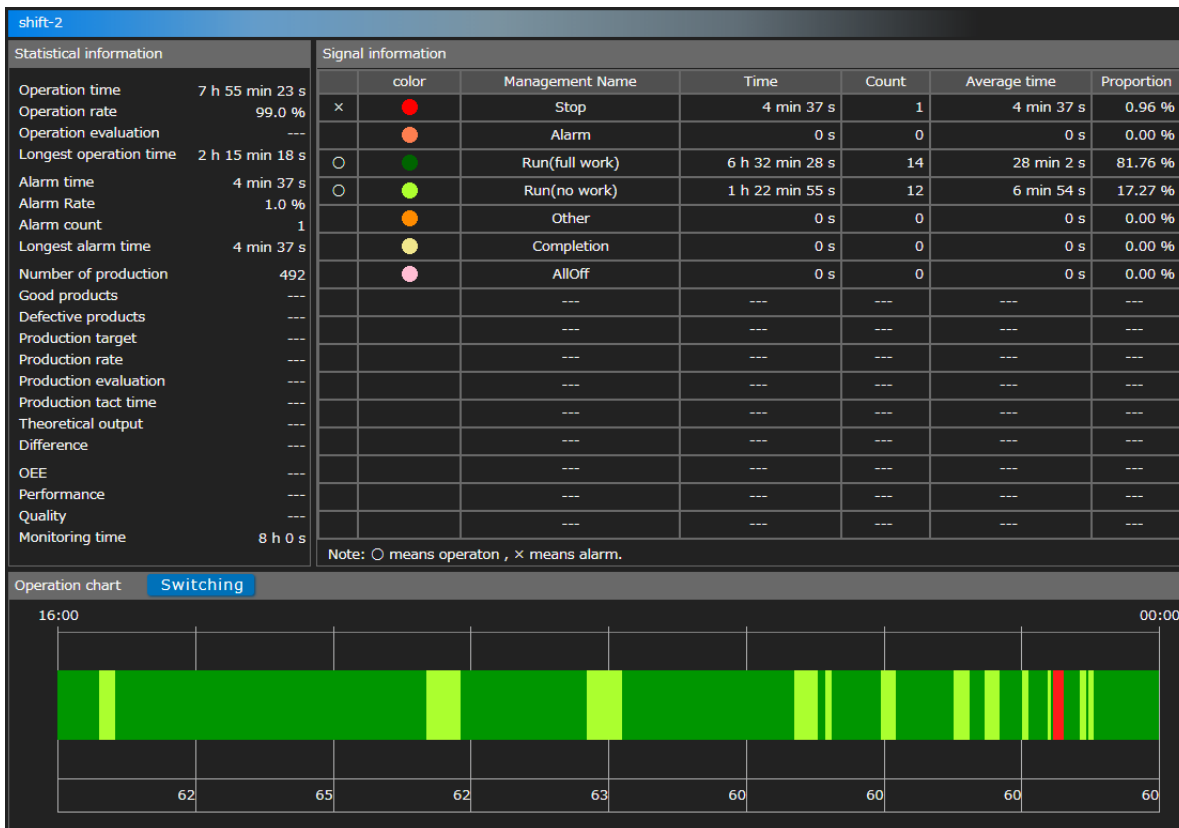 shift-2
Statistical information
Operation time 7 h 55 min 23 s
Operation rate 99.0 %
Operation evaluation ---
Longest operation time 2 h 15 min 18 s
Alarm time 4 min 37 s
Alarm Rate 1.0 %
Alarm count 1
Longest alarm time 4 min 37 s
Number of production 492
Good products ---
Defective products ---
Production target ---
Production rate ---
Production evaluation ---
Production tact time ---
Theoretical output ---
Difference ---
OEE ---
Performance ---
Quality ---
Monitoring time 8 h 0 s
Signal information
color Management Name Time Count Average time Proportion
× Stop 4 min 37 s 1 4 min 37 s 0.96 %
Alarm 0 s 0 0 s 0.00 %
○ Run(full work) 6 h 32 min 28 s 14 28 min 2 s 81.76 %
○ Run(no work) 1 h 22 min 55 s 12 6 min 54 s 17.27 %
Other 0 s 0 0 s 0.00 %
Completion 0 s 0 0 s 0.00 %
AllOff 0 s 0 0 s 0.00 %
--- --- --- --- ---
--- --- --- --- ---
--- --- --- --- ---
--- --- --- --- ---
--- --- --- --- ---
--- --- --- --- ---
--- --- --- --- ---
--- --- --- --- ---
--- --- --- --- ---
Note: ○ means operaton , × means alarm.
Operation chart Switching
16:00 00:00
62 65 62 63 60 60 60 60